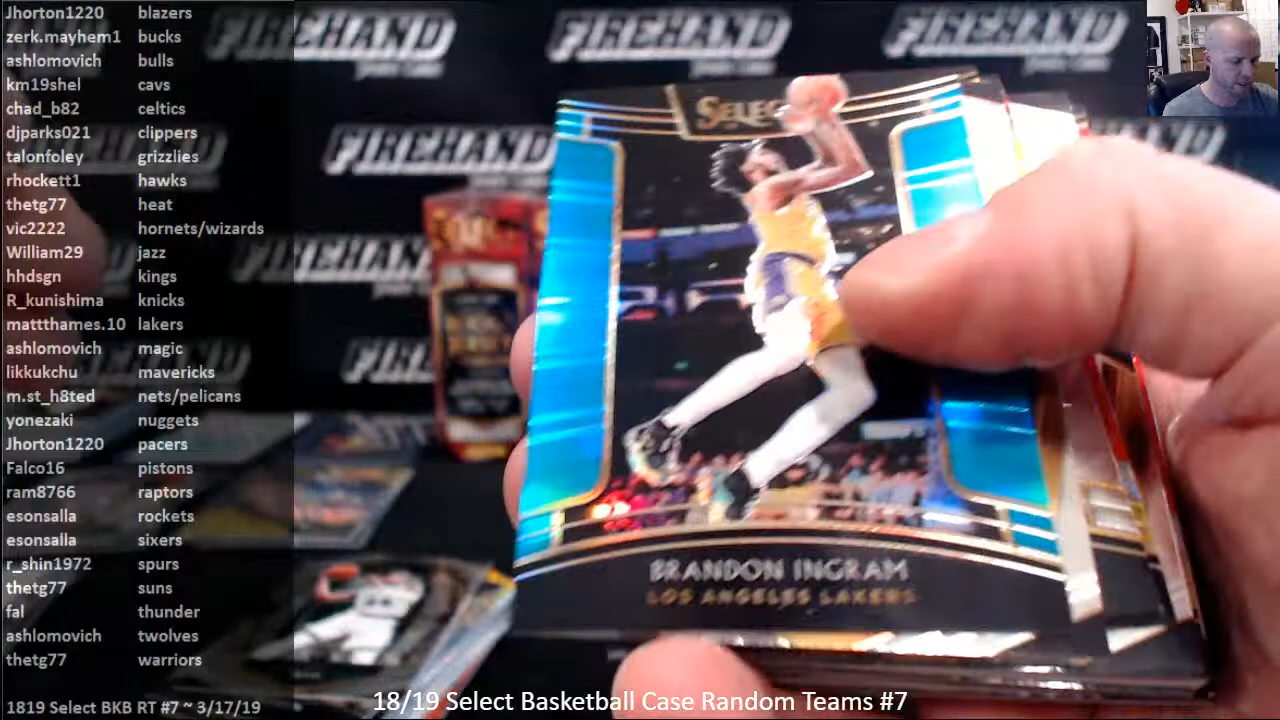 Jhorton1220 blazers
zerk.mayhem1 bucks
ashlomovich bulls
km19shel cavs
chad_b82 celtics
djparks021 clippers
talonfoley grizzlies
rhockett1 hawks
thetg77 heat
vic2222 hornets/wizards
William29 jazz
hhdsgn kings
R_kunishima knicks
mattthames.10 lakers
ashlomovich magic
likkukchu mavericks
m.st_h8ted nets/pelicans
yonezaki nuggets
Jhorton1220 pacers
Falco16 pistons
ram8766 raptors
esonsalla rockets
esonsalla sixers
r_shin1972 spurs
thetg77 suns
fal thunder
ashlomovich twolves
thetg77 warriors
1819 Select BKB RT #7 ~ 3/17/19
FIREHAND
FIREHAND
FIREHAND
FIREHAND
FIREHAND
FIREHAND
BRANDON INGRAM
LOS ANGELES LAKERS
18/19 Select Basketball Case Random Teams #7